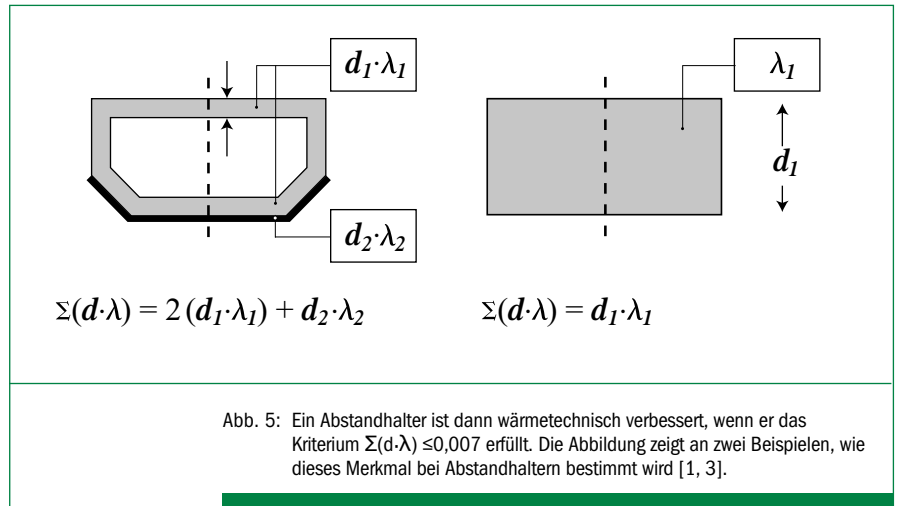 d₁·λ₁
λ₁
d₁
d₂·λ₂
Σ(d·λ) = 2 (d₁·λ₁) + d₂·λ₂
Σ(d·λ) = d₁·λ₁
Abb. 5: Ein Abstandhalter ist dann wärmetechnisch verbessert, wenn er das
Kriterium Σ(d·λ) ≤0,007 erfüllt. Die Abbildung zeigt an zwei Beispielen, wie
dieses Merkmal bei Abstandhaltern bestimmt wird [1, 3].